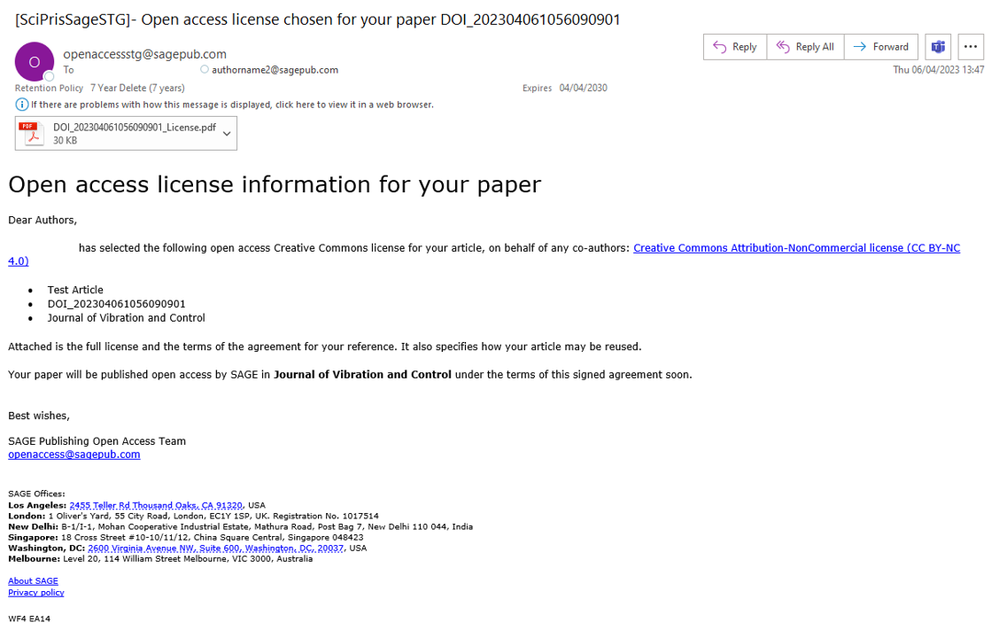 [SciPrisSageSTG]- Open access license chosen for your paper DOI_202304061056090901
O
openaccessstg@sagepub.com
To authorname2@sagepub.com
Reply
Reply All
Forward
Thu 06/04/2023 13:47
Retention Policy 7 Year Delete (7 years)
Expires 04/04/2030
If there are problems with how this message is displayed, click here to view it in a web browser.
PDF
DOI_202304061056090901_License.pdf
30 KB
Open access license information for your paper
Dear Authors,
has selected the following open access Creative Commons license for your article, on behalf of any co-authors: Creative Commons Attribution-NonCommercial license (CC BY-NC
4.0)
• Test Article
• DOI_202304061056090901
• Journal of Vibration and Control
Attached is the full license and the terms of the agreement for your reference. It also specifies how your article may be reused.
Your paper will be published open access by SAGE in Journal of Vibration and Control under the terms of this signed agreement soon.
Best wishes,
SAGE Publishing Open Access Team
openaccess@sagepub.com
SAGE Offices:
Los Angeles: 2455 Teller Rd Thousand Oaks, CA 91320, USA
London: 1 Oliver's Yard, 55 City Road, London, EC1Y 1SP, UK. Registration No. 1017514
New Delhi: B-1/I-1, Mohan Cooperative Industrial Estate, Mathura Road, Post Bag 7, New Delhi 110 044, India
Singapore: 18 Cross Street #10-10/11/12, China Square Central, Singapore 048423
Washington, DC: 2600 Virginia Avenue NW, Suite 600, Washington, DC, 20037, USA
Melbourne: Level 20, 114 William Street Melbourne, VIC 3000, Australia
About SAGE
Privacy policy
WF4 EA14